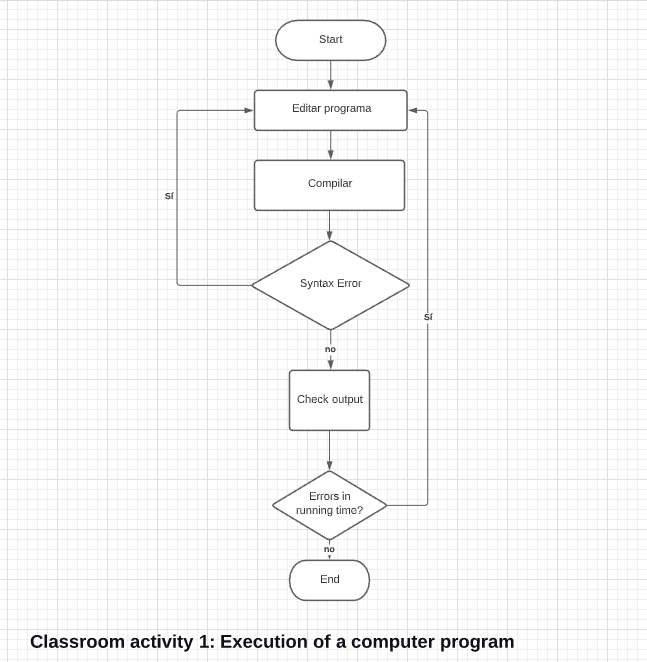 Start
Editar programa
Compilar
Sí
Syntax Error
Sí
no
Check output
Errors in
running time?
no
End
Classroom activity 1: Execution of a computer program